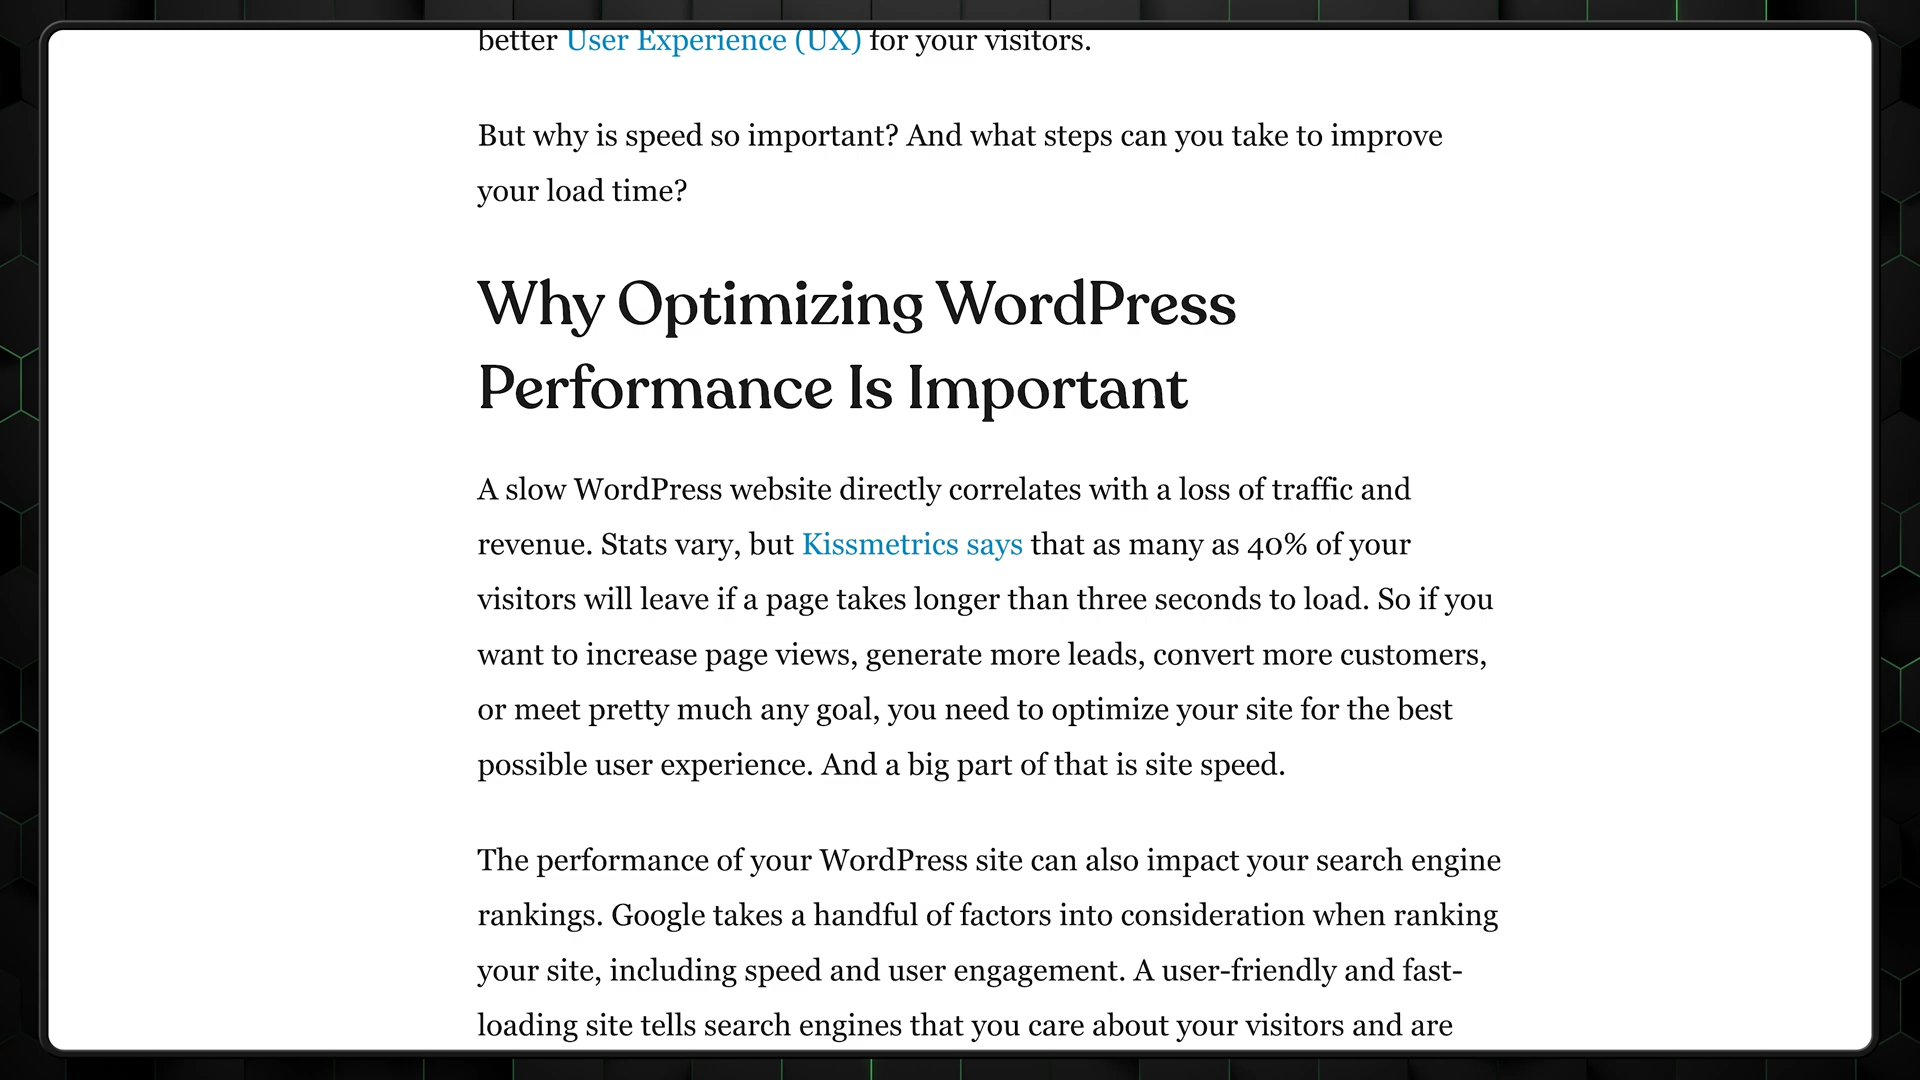 better User Experience (UX) for your visitors.
But why is speed so important? And what steps can you take to improve
your load time?
Why Optimizing WordPress
Performance Is Important
A slow WordPress website directly correlates with a loss of traffic and
revenue. Stats vary, but Kissmetrics says that as many as 40% of your
visitors will leave if a page takes longer than three seconds to load. So if you
want to increase page views, generate more leads, convert more customers,
or meet pretty much any goal, you need to optimize your site for the best
possible user experience. And a big part of that is site speed.
The performance of your WordPress site can also impact your search engine
rankings. Google takes a handful of factors into consideration when ranking
your site, including speed and user engagement. A user-friendly and fast-
loading site tells search engines that you care about your visitors and are